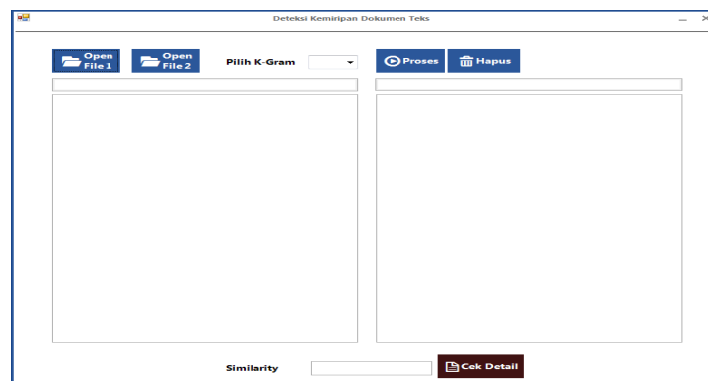 Deteksi Kemiripan Dokumen Teks
Open File 1
Open File 2
Pilih K-Gram
Proses
Hapus
Similarity
Cek Detail